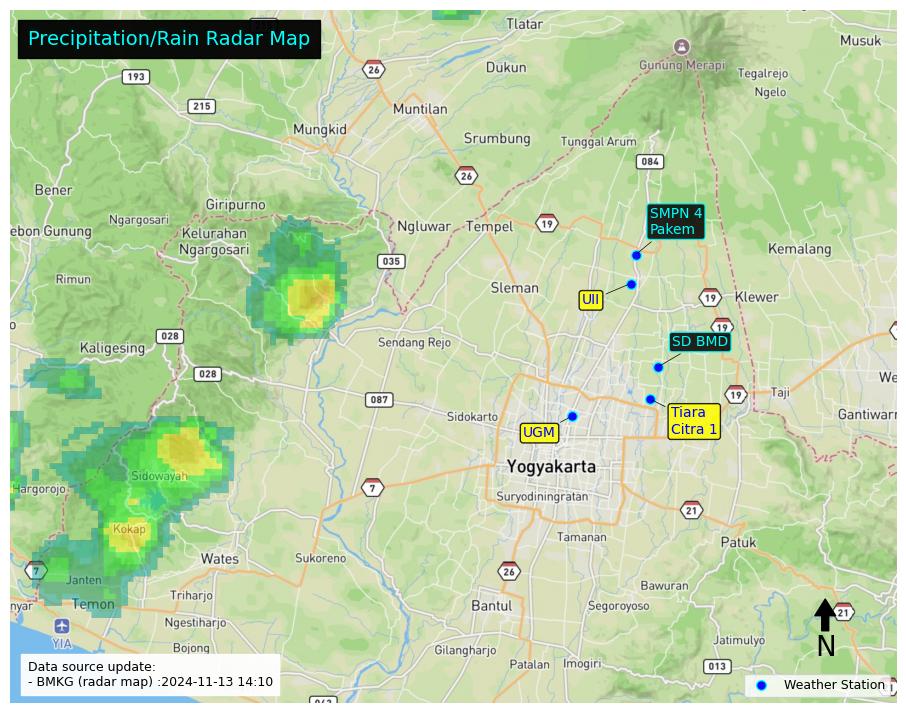 Precipitation/Rain Radar Map
Tlatar
Musuk
26
Dukun
Gunung Merapi
Tegalrejo
193
Ngelo
215
Muntilan
Mungkid
Srumbung
Tunggal Arum
084
26
Bener
Giripurno
SMPN 4
Pakem
Ngargosari
Ngluwar
Tempel
19
ebon Gunung
Kelurahan
Ngargosari
Kemalang
035
Rimun
UII
Sleman
19
Klewer
19
028
Kaligesing
Sendang Rejo
SD BMD
028
We
087
19
Taji
Sidokarto
Tiara
Citra 1
Gantiwarn
UGM
Yogyakarta
Sidowayah
Hargorojo
7
Suryodiningratan
21
Kokap
Tamanan
Patuk
Wates
Sukoreno
7
26
Janten
Bawuran
nyar
Temon
Triharjo
Bantul
Segoroyoso
21
Ngestiharjo
YIA
N
Bojong
Gilangharjo
Jatimulyo
Patalan
Imogiri
013
Data source update:
- BMKG (radar map) :2024-11-13 14:10
Weather Station